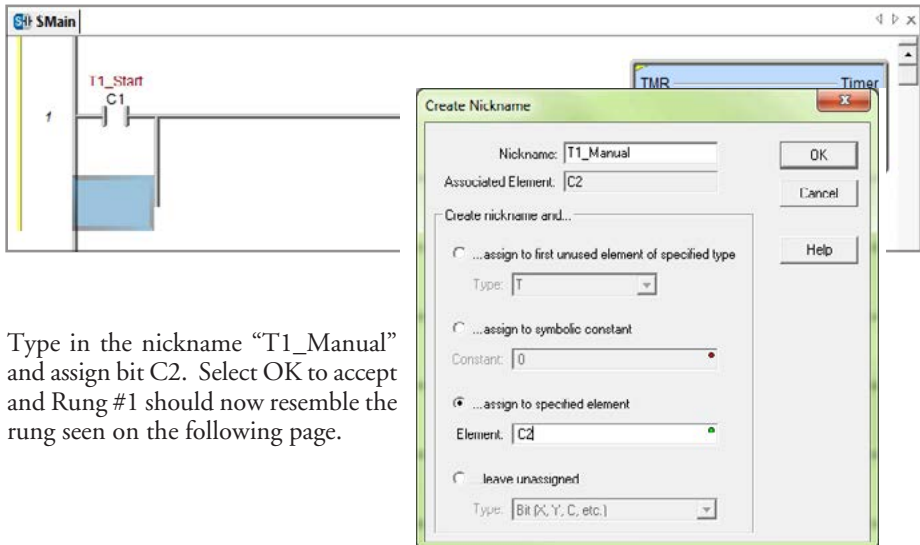 SMain
T1_Start
C1
1
TMR Timer
Create Nickname
Nickname: T1_Manual
OK
Associated Element: C2
Cancel
Create nickname and...
...assign to first unused element of specified type
Help
Type: T
...assign to symbolic constant
Constant: 0
...assign to specified element
Element: C2
...leave unassigned
Type: Bit (X, Y, C, etc.)
Type in the nickname “T1_Manual”
and assign bit C2. Select OK to accept
and Rung #1 should now resemble the
rung seen on the following page.